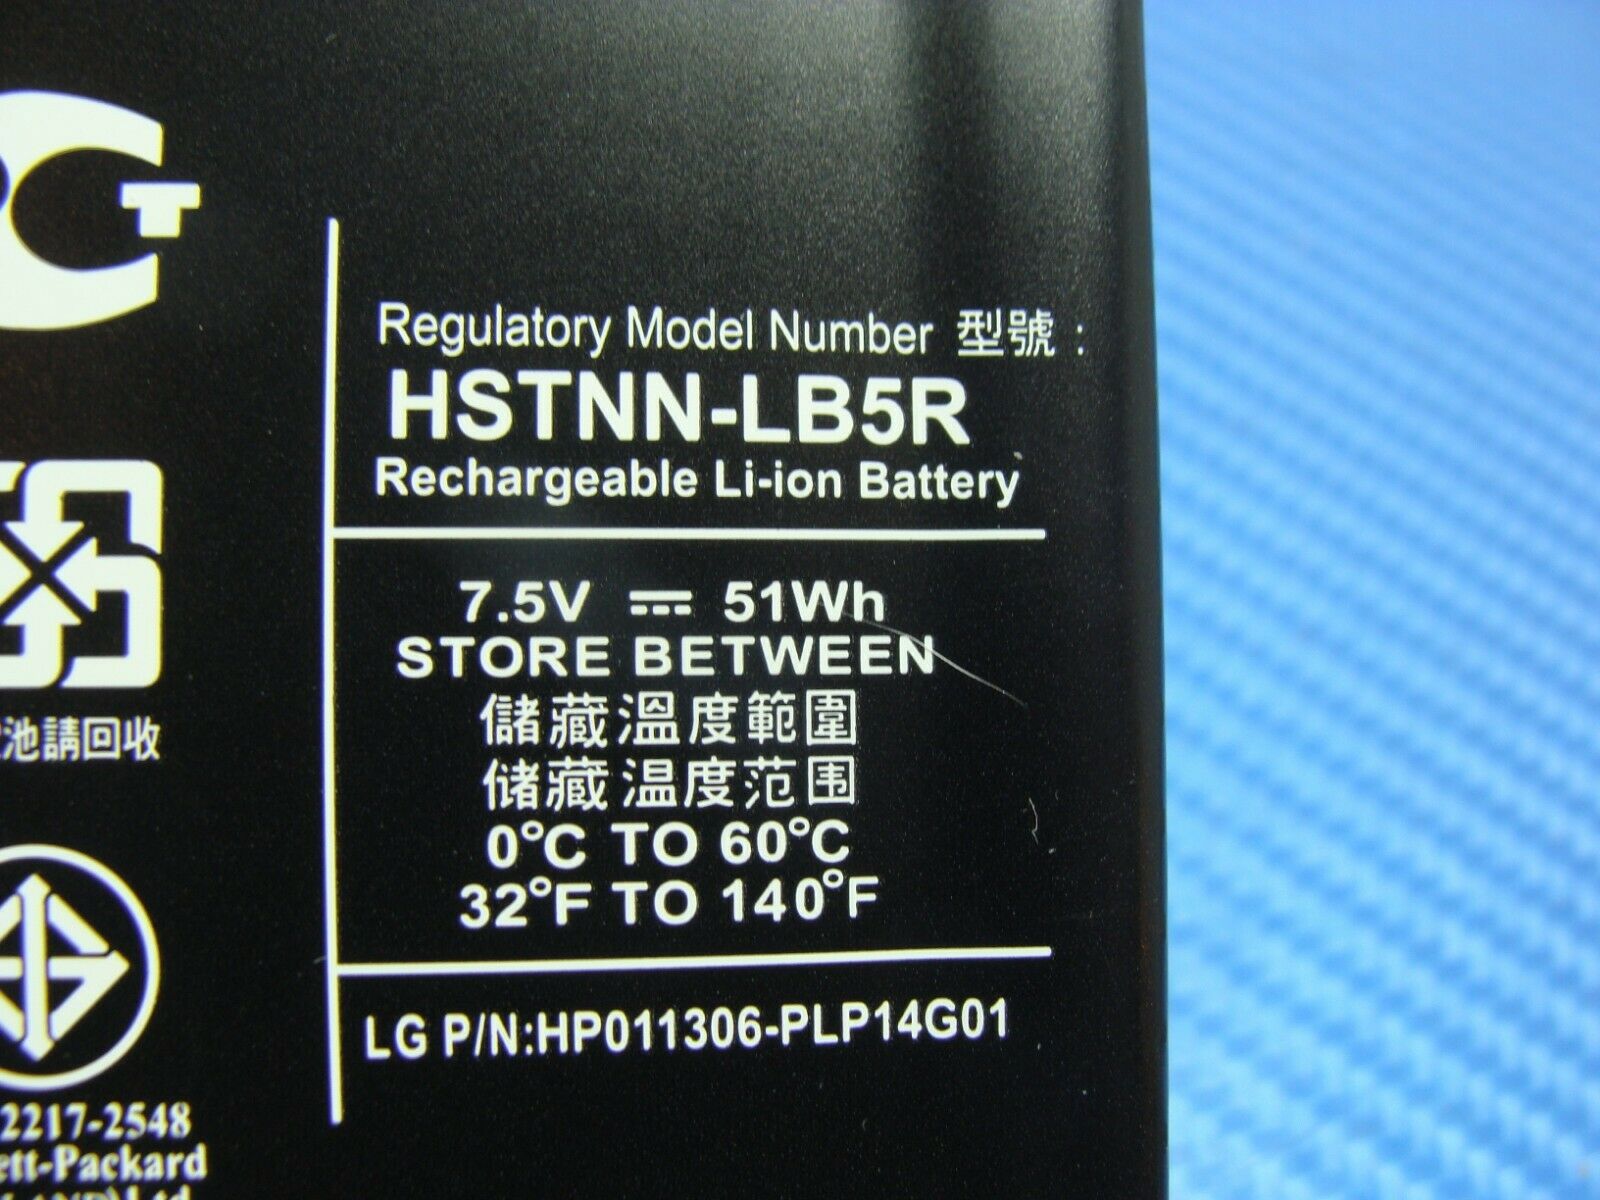 Regulatory Model Number 型號 :
HSTNN-LB5R
Rechargeable Li-ion Battery
7.5V ⎓ 51Wh
STORE BETWEEN
儲藏溫度範圍
储藏温度范围
0°C TO 60°C
32°F TO 140°F
LG P/N:HP011306-PLP14G01
池請回收
2217-2548
ett-Packard